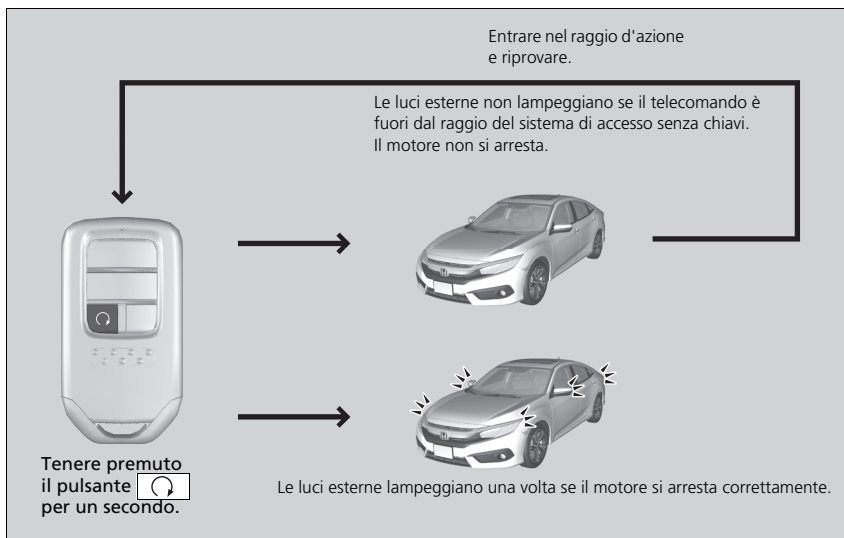 Entrare nel raggio d'azione
e riprovare.
Le luci esterne non lampeggiano se il telecomando è
fuori dal raggio del sistema di accesso senza chiavi.
Il motore non si arresta.
Tenere premuto
il pulsante
per un secondo.
Le luci esterne lampeggiano una volta se il motore si arresta correttamente.